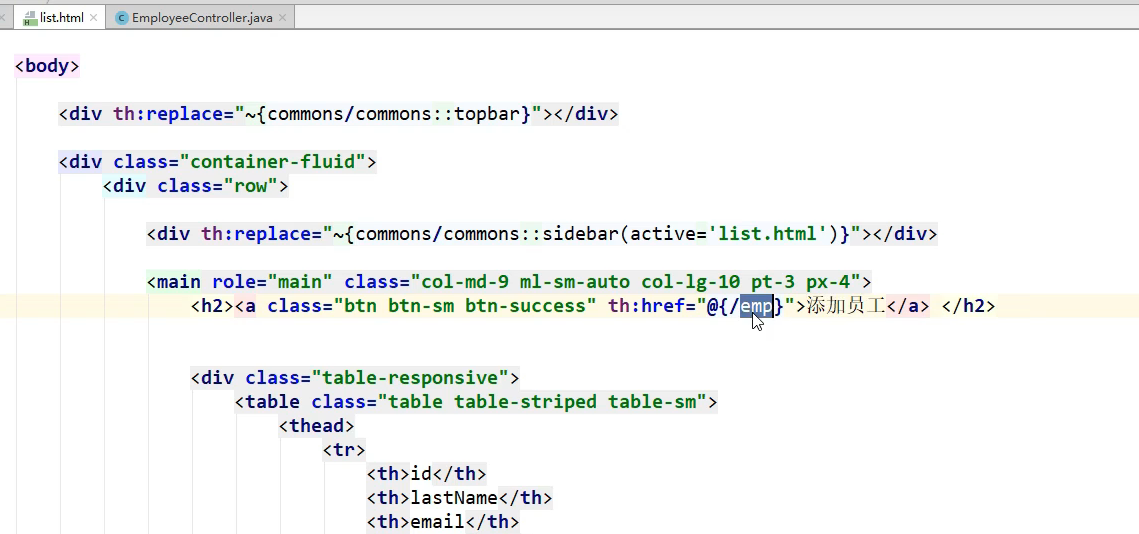 list.html EmployeeController.java
<body>
<div th:replace="~{commons/commons::topbar}"></div>
<div class="container-fluid">
<div class="row">
<div th:replace="~{commons/commons::sidebar(active='list.html')}"></div>
<main role="main" class="col-md-9 ml-sm-auto col-lg-10 pt-3 px-4">
<h2><a class="btn btn-sm btn-success" th:href="@{/emp}">添加员工</a> </h2>
<div class="table-responsive">
<table class="table table-striped table-sm">
<thead>
<tr>
<th>id</th>
<th>lastName</th>
<th>email</th>